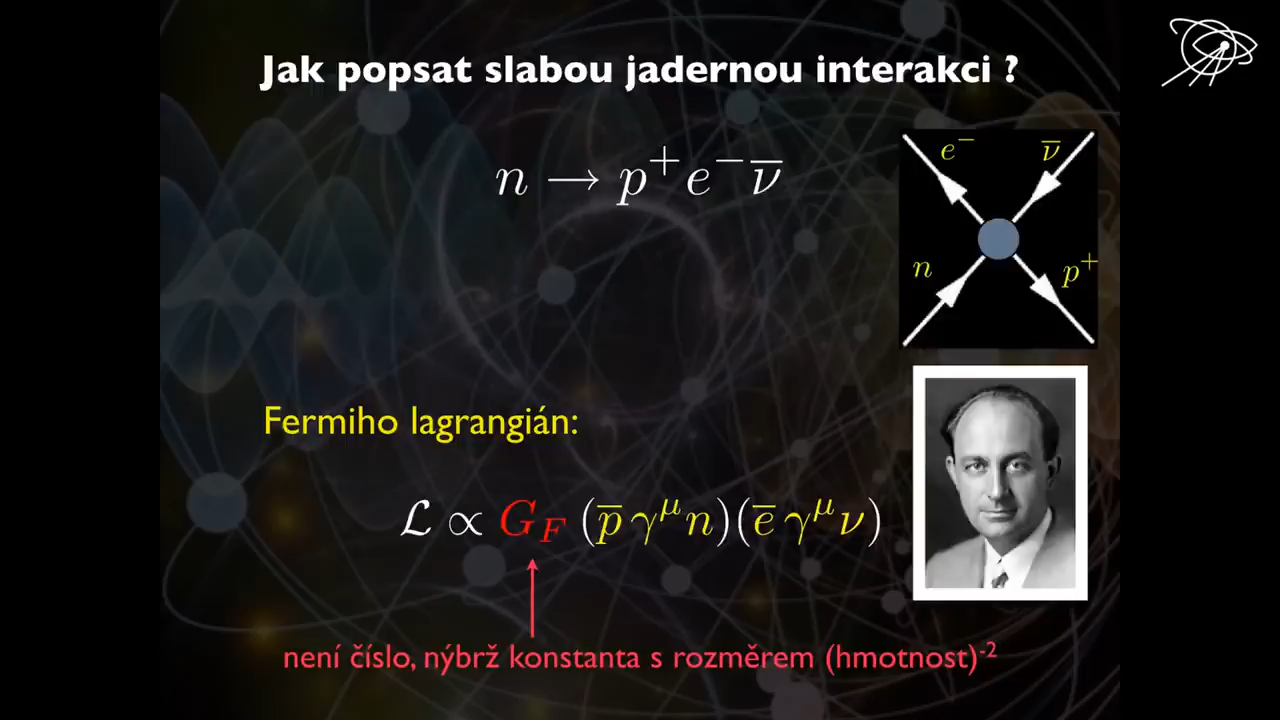 Jak popsat slabou jadernou interakci ?
n → p⁺ e⁻ ν̅
e⁻ ν̅
n p⁺
Fermiho lagrangián:
ℒ ∝ G_F (p̅ γ^μ n)(e̅ γ^μ ν)
není číslo, nýbrž konstanta s rozměrem (hmotnost)⁻²